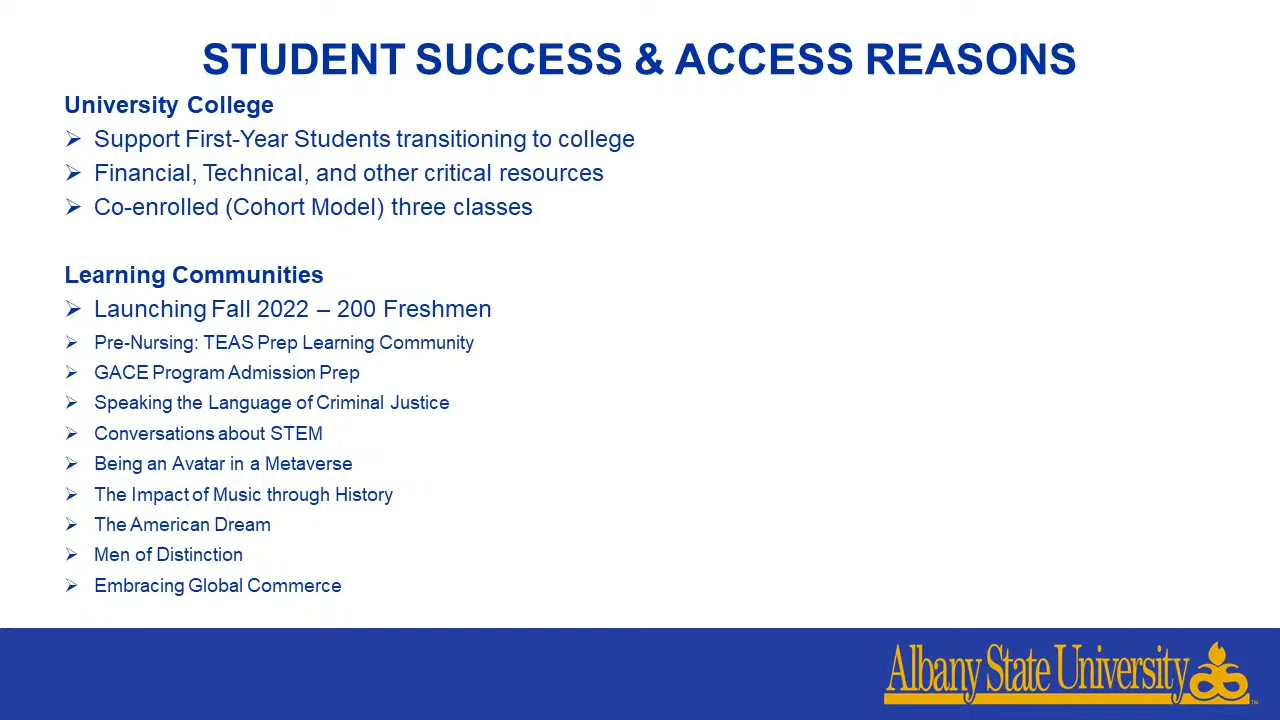 STUDENT SUCCESS & ACCESS REASONS
University College
➢ Support First-Year Students transitioning to college
➢ Financial, Technical, and other critical resources
➢ Co-enrolled (Cohort Model) three classes
Learning Communities
➢ Launching Fall 2022 – 200 Freshmen
➢ Pre-Nursing: TEAS Prep Learning Community
➢ GACE Program Admission Prep
➢ Speaking the Language of Criminal Justice
➢ Conversations about STEM
➢ Being an Avatar in a Metaverse
➢ The Impact of Music through History
➢ The American Dream
➢ Men of Distinction
➢ Embracing Global Commerce
Albany State University ™